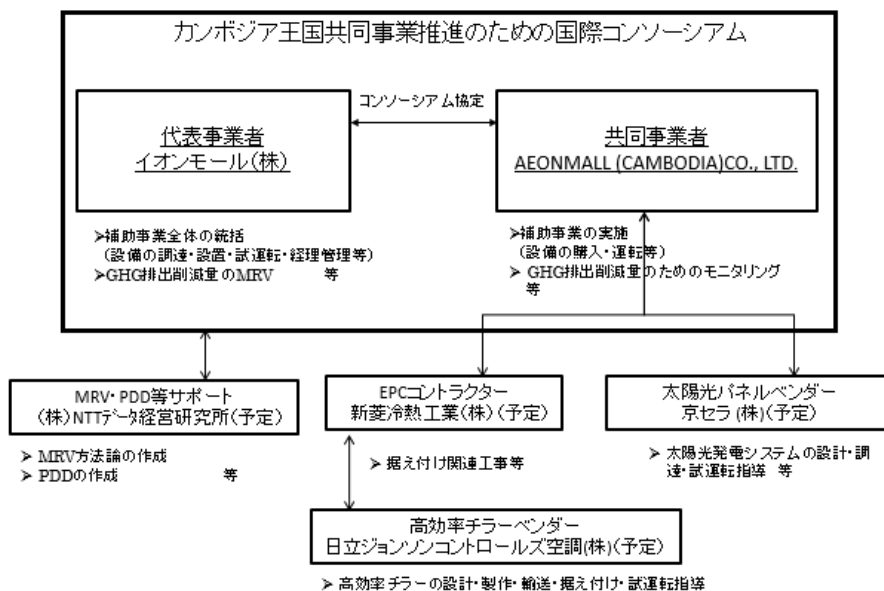 カンボジア王国共同事業推進のための国際コンソーシアム
コンソーシアム協定
代表事業者
イオンモール(株)
共同事業者
AEONMALL (CAMBODIA)CO., LTD.
➢補助事業全体の統括
(設備の調達・設置・試運転・経理管理等)
➢GHG排出削減量のMRV 等
➢補助事業の実施
(設備の購入・運転等)
➢ GHG排出削減量のためのモニタリング
等
MRV・PDD等サポート
(株)NTTデータ経営研究所(予定)
➢ MRV方法論の作成
➢ PDDの作成 等
EPCコントラクター
新菱冷熱工業(株)(予定)
➢ 据え付け関連工事等
太陽光パネルベンダー
京セラ(株)(予定)
➢ 太陽光発電システムの設計・調
達・試運転指導 等
高効率チラーベンダー
日立ジョンソンコントロールズ空調(株)(予定)
➢ 高効率チラーの設計・製作・輸送・据え付け・試運転指導